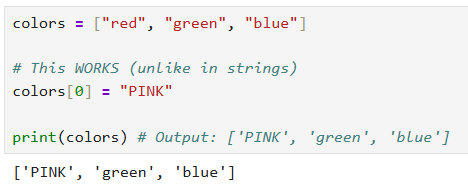 colors = ["red", "green", "blue"]
# This WORKS (unlike in strings)
colors[0] = "PINK"
print(colors) # Output: ['PINK', 'green', 'blue']
['PINK', 'green', 'blue']